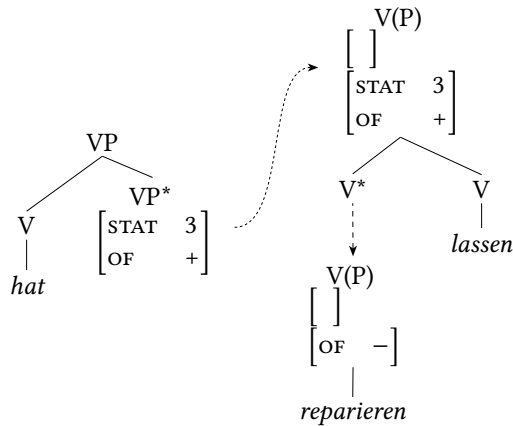 V(P)
[ ]
[STAT 3
OF +]
VP
VP*
[STAT 3
OF +]
V
hat
V*
V
lassen
V(P)
[ ]
[OF −]
reparieren